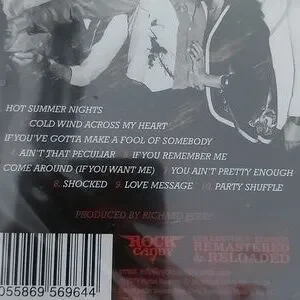 HOT SUMMER NIGHTS
COLD WIND ACROSS MY HEART
IF YOU'VE GOTTA MAKE A FOOL OF SOMEBODY
AIN'T THAT PECULIAR IF YOU REMEMBER ME
COME AROUND (IF YOU WANT ME) YOU AIN'T PRETTY ENOUGH
8. SHOCKED 9. LOVE MESSAGE 10. PARTY SHUFFLE
PRODUCED BY RICHARD PERRY
ROCK CANDY
REMASTERED & RELOADED
055869 569644